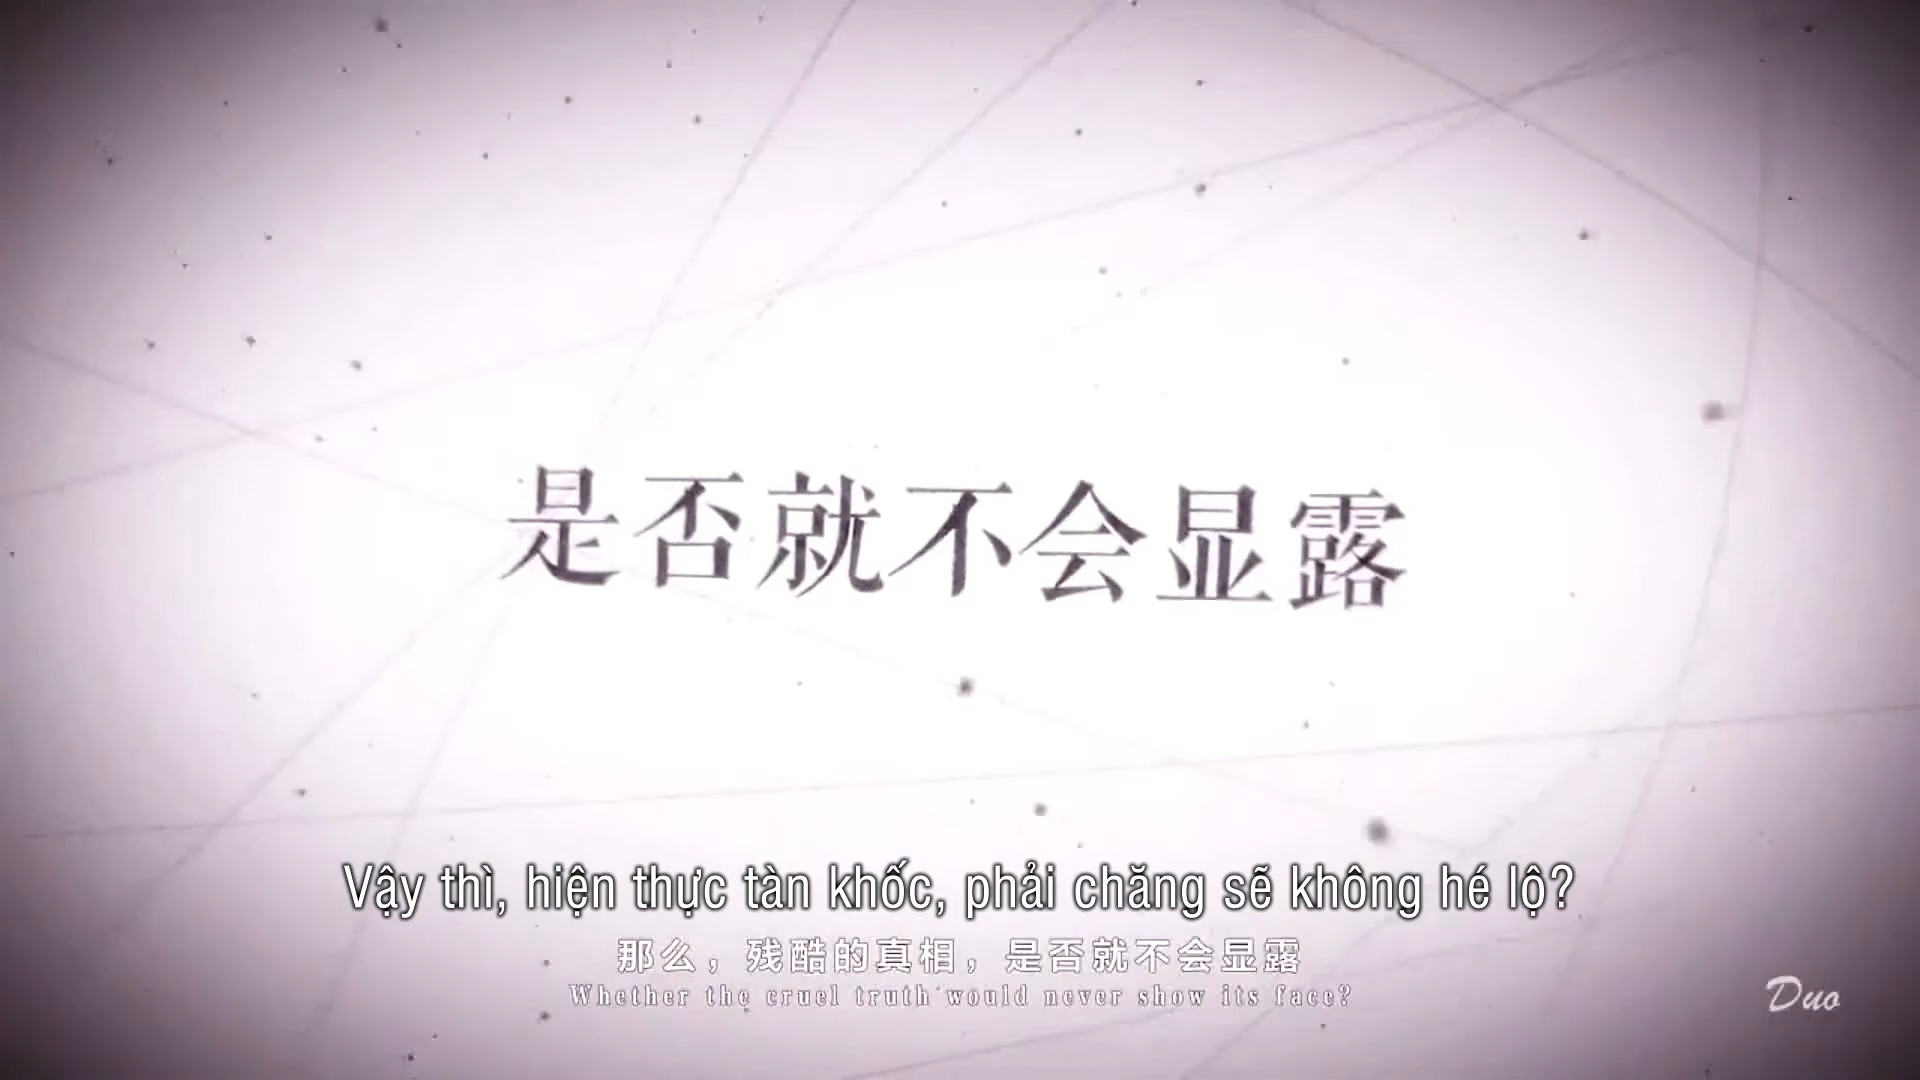 是否就不会显露
Vậy thì, hiện thực tàn khốc, phải chăng sẽ không hé lộ?
那么，残酷的真相，是否就不会显露
Whether the cruel truth would never show its face?
Duo